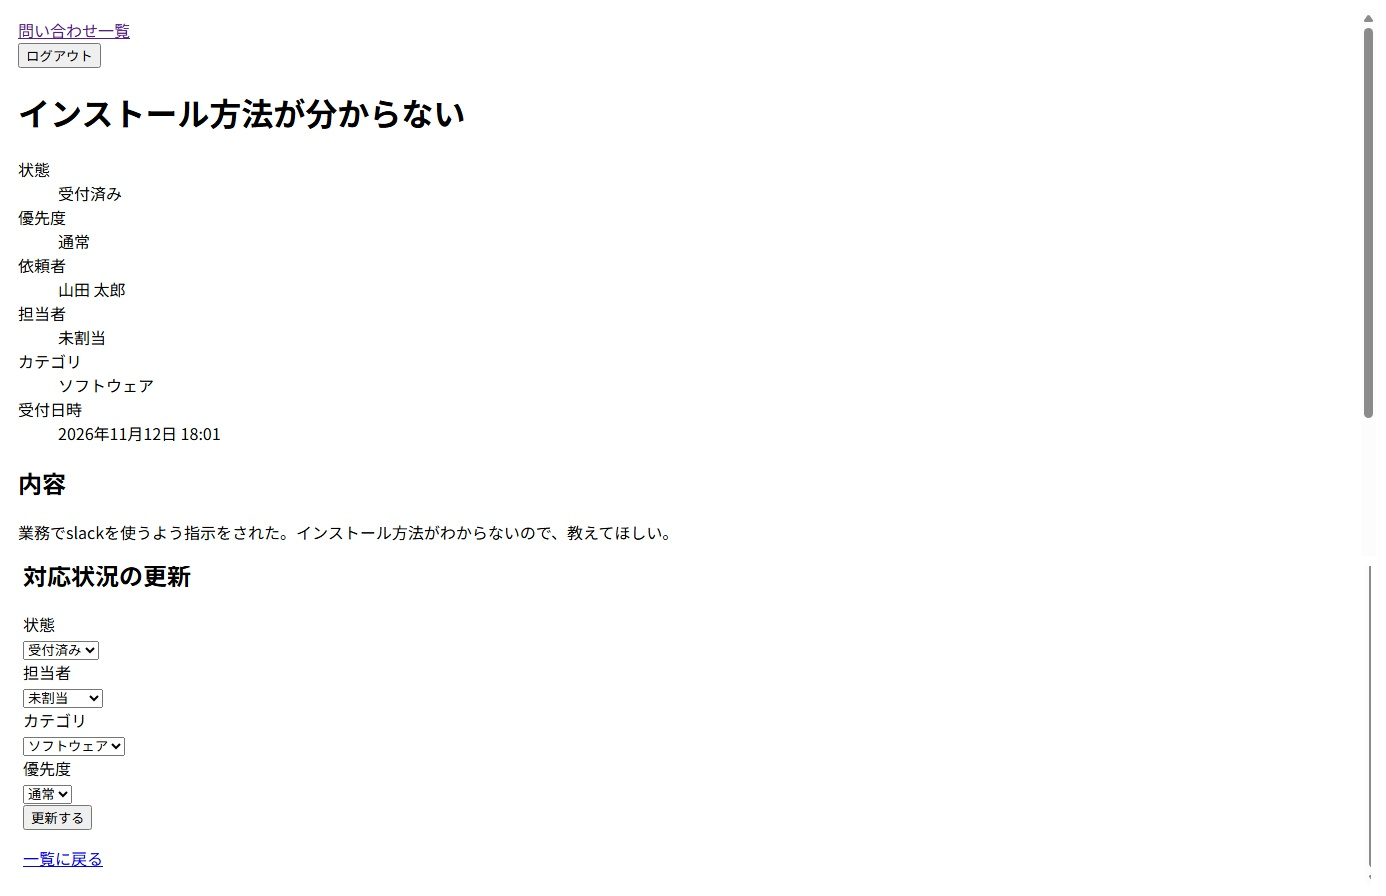 問い合わせ一覧
ログアウト
インストール方法が分からない
状態
受付済み
優先度
通常
依頼者
山田 太郎
担当者
未割当
カテゴリ
ソフトウェア
受付日時
2026年11月12日 18:01
内容
業務でslackを使うよう指示をされた。インストール方法がわからないので、教えてほしい。
対応状況の更新
状態
受付済み
担当者
未割当
カテゴリ
ソフトウェア
優先度
通常
更新する
一覧に戻る